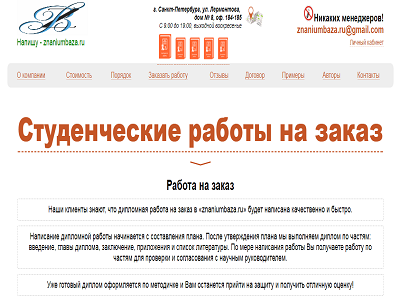 Напишу - znaniumbaza.ru
г. Санкт-Петербург, ул. Лермонтова,
дом № 9, оф. 184-185
С 9.00 до 19.00, выходной воскресенье
Никаких менеджеров!
znaniumbaza.ru@gmail.com
Личный кабинет
О компании Стоимость Порядок Заказать работу Отзывы Договор Примеры Авторы Контакты
Студенческие работы на заказ
Работа на заказ
Наши клиенты знают, что дипломная работа на заказ в «znaniumbaza.ru» будет написана качественно и быстро.
Написание дипломной работы начинается с составления плана. После утверждения плана мы выполняем диплом по частям:
введение, главы диплома, заключение, приложения и список литературы. По мере написания работы Вы получаете работу по
частям для проверки и согласования с научным руководителем.
Уже готовый диплом оформляется по методичке и Вам останется прийти на защиту и получить отличную оценку!